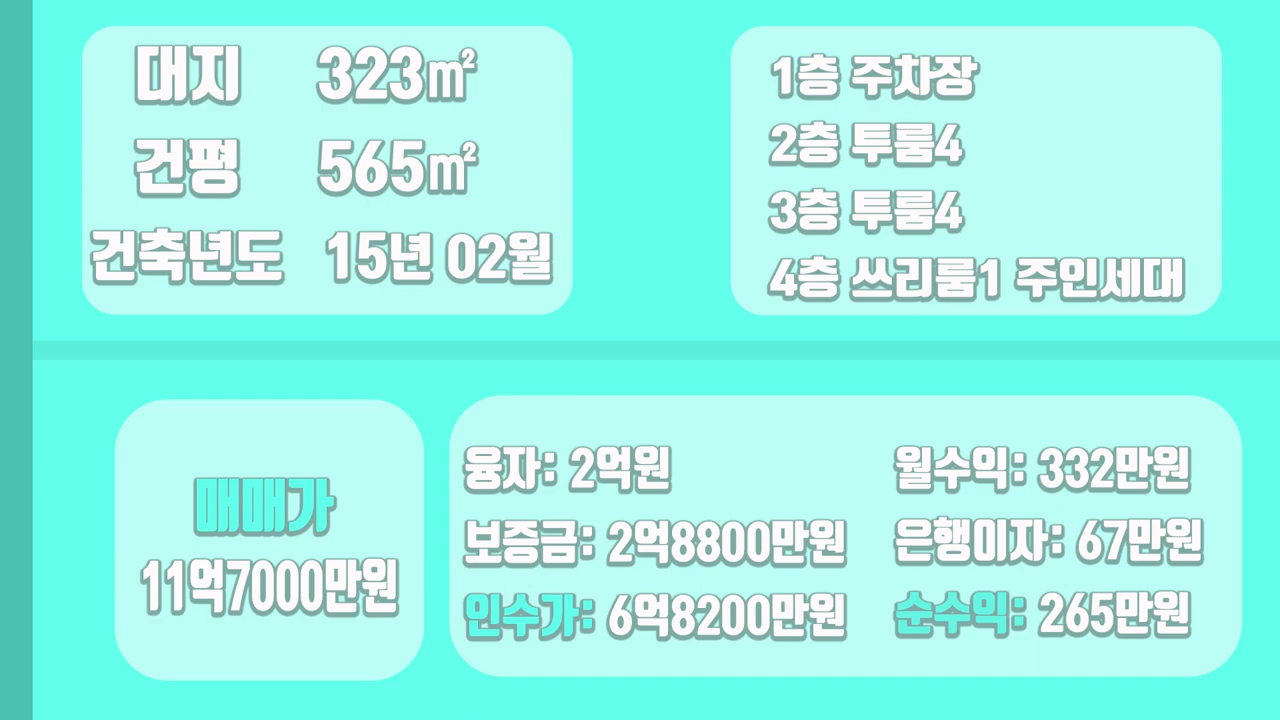 대지 323㎡
건평 565㎡
건축년도 15년 02월
1층 주차장
2층 투룸4
3층 투룸4
4층 쓰리룸1 주인세대
매매가
11억7000만원
융자: 2억원
보증금: 2억8800만원
인수가: 6억8200만원
월수익: 332만원
은행이자: 67만원
순수익: 265만원